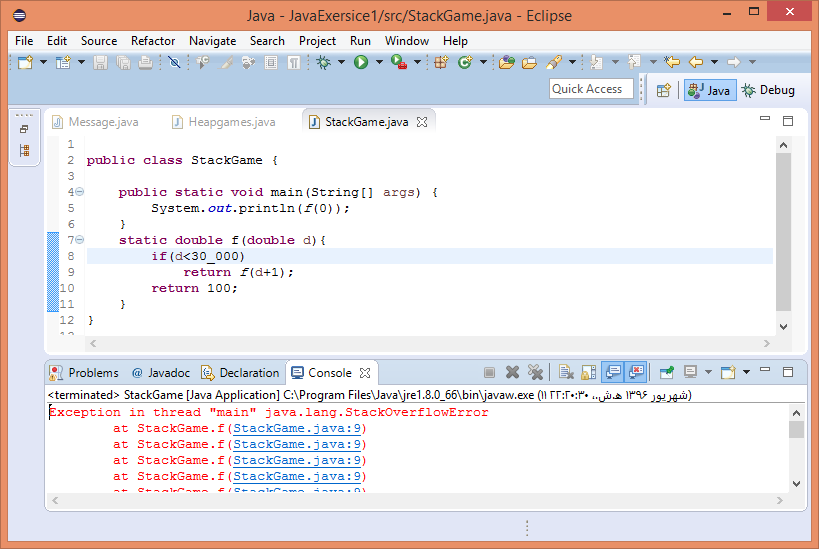 Java - JavaExersice1/src/StackGame.java - Eclipse
File Edit Source Refactor Navigate Search Project Run Window Help
Quick Access Java Debug
Message.java Heapgames.java StackGame.java
1
2 public class StackGame {
3
4 public static void main(String[] args) {
5 System.out.println(f(0));
6 }
7 static double f(double d){
8 if(d<30_000)
9 return f(d+1);
10 return 100;
11 }
12 }
Problems @ Javadoc Declaration Console
<terminated> StackGame [Java Application] C:\Program Files\Java\jre1.8.0_66\bin\javaw.exe (۱۱ شهریور ۱۳۹۶ ه‍.ش.، ۲۲:۲۰:۳۰)
Exception in thread "main" java.lang.StackOverflowError
at StackGame.f(StackGame.java:9)
at StackGame.f(StackGame.java:9)
at StackGame.f(StackGame.java:9)
at StackGame.f(StackGame.java:9)
at StackGame.f(StackGame.java:9)